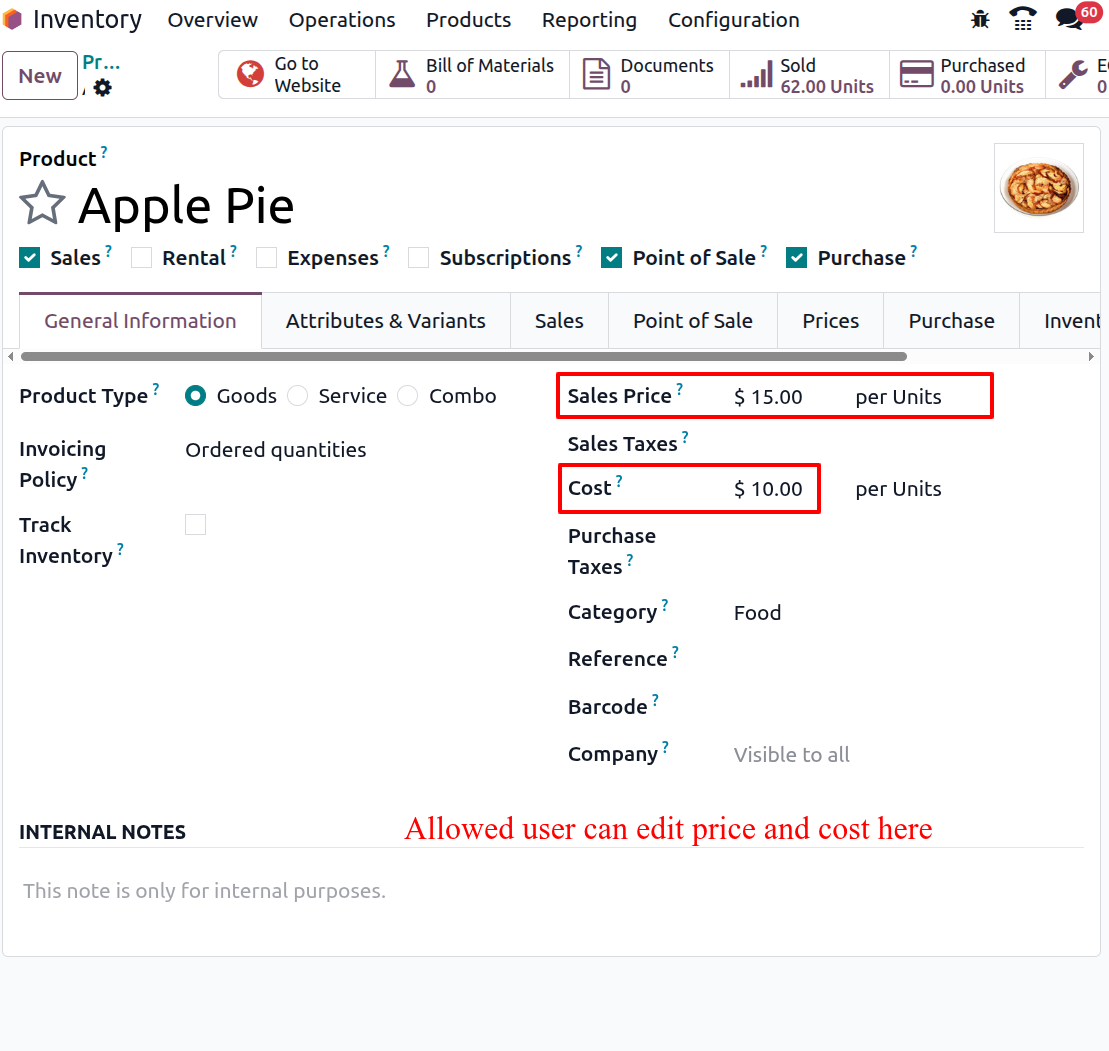 Inventory Overview Operations Products Reporting Configuration 60
New Pr...
Go to
Website
Bill of Materials
0
Documents
0
Sold
62.00 Units
Purchased
0.00 Units
0
Product ?
Apple Pie
Sales ? Rental ? Expenses ? Subscriptions ? Point of Sale ? Purchase ?
General Information Attributes & Variants Sales Point of Sale Prices Purchase Invent
Product Type ? Goods Service Combo
Invoicing
Policy ? Ordered quantities
Track
Inventory ?
Sales Price ? $ 15.00 per Units
Sales Taxes ?
Cost ? $ 10.00 per Units
Purchase
Taxes ?
Category ? Food
Reference ?
Barcode ?
Company ? Visible to all
INTERNAL NOTES
Allowed user can edit price and cost here
This note is only for internal purposes.